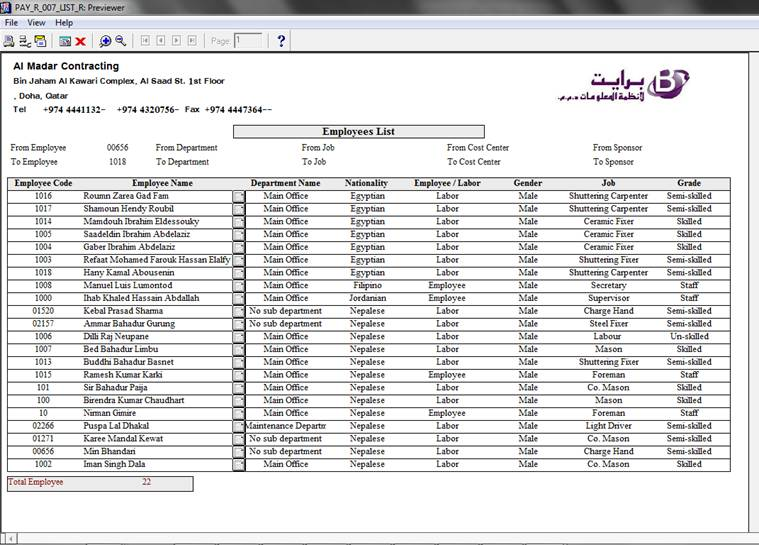 PAY_R_007_LIST_R: Previewer
File View Help
Page: 1 ?
Al Madar Contracting
Bin Jaham Al Kawari Complex, Al Saad St. 1st Floor
, Doha, Qatar
Tel +974 4441132- +974 4320756- Fax +974 4447364--
برايت
لأنظمة المعلومات ذ.م.م.
Employees List
From Employee 00656 From Department From Job From Cost Center From Sponsor
To Employee 1018 To Department To Job To Cost Center To Sponsor
Employee Code Employee Name Department Name Nationality Employee / Labor Gender Job Grade
1016 Roumn Zarea Gad Fam Main Office Egyptian Labor Male Shuttering Carpenter Semi-skilled
1017 Shamoun Hendy Roubil Main Office Egyptian Labor Male Shuttering Carpenter Semi-skilled
1014 Mamdouh Ibrahim Eldessouky Main Office Egyptian Labor Male Ceramic Fixer Skilled
1005 Saadeldin Ibrahim Abdelaziz Main Office Egyptian Labor Male Ceramic Fixer Skilled
1004 Gaber Ibrahim Abdelaziz Main Office Egyptian Labor Male Ceramic Fixer Skilled
1003 Refaat Mohamed Farouk Hassan Elalfy Main Office Egyptian Labor Male Shuttering Fixer Semi-skilled
1018 Hany Kamal Abousenin Main Office Egyptian Labor Male Shuttering Carpenter Semi-skilled
1008 Manuel Luis Lumontod Main Office Filipino Employee Male Secretary Staff
1000 Ihab Khaled Hassain Abdallah Main Office Jordanian Employee Male Supervisor Staff
01520 Kebal Prasad Sharma No sub department Nepalese Labor Male Charge Hand Semi-skilled
02157 Ammar Bahadur Gurung No sub department Nepalese Labor Male Steel Fixer Semi-skilled
1006 Dilli Raj Neupane Main Office Nepalese Labor Male Labour Un-skilled
1007 Bed Bahadur Limbu Main Office Nepalese Labor Male Mason Skilled
1013 Buddhi Bahadur Basnet Main Office Nepalese Labor Male Shuttering Fixer Semi-skilled
1015 Ramesh Kumar Karki Main Office Nepalese Employee Male Foreman Staff
101 Sir Bahadur Paija Main Office Nepalese Labor Male Co. Mason Skilled
100 Birendra Kumar Chaudhart Main Office Nepalese Labor Male Mason Skilled
10 Nirman Gimire Main Office Nepalese Employee Male Foreman Staff
02266 Puspa Lal Dhakal Maintenance Departm Nepalese Labor Male Light Driver Semi-skilled
01271 Karee Mandal Kewat No sub department Nepalese Labor Male Co. Mason Semi-skilled
00656 Min Bhandari No sub department Nepalese Labor Male Charge Hand Semi-skilled
1002 Iman Singh Dala Main Office Nepalese Labor Male Co. Mason Skilled
Total Employee 22